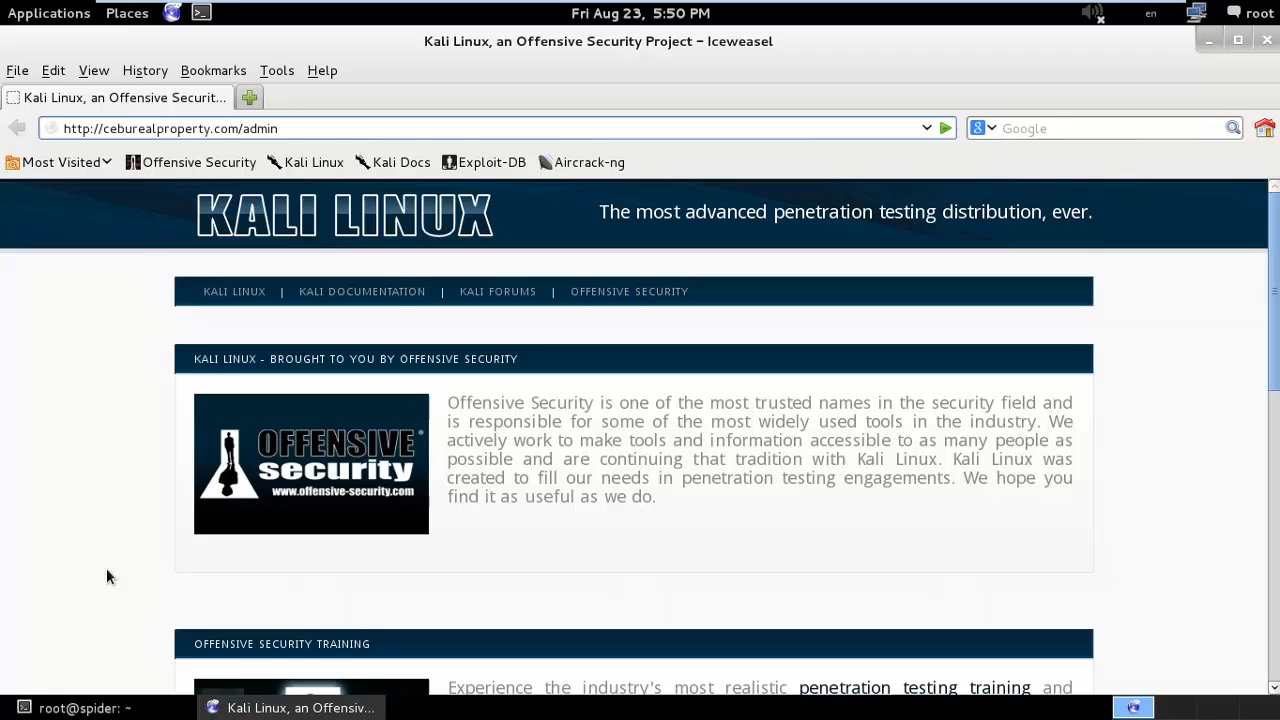 Applications Places Fri Aug 23, 5:50 PM en root
Kali Linux, an Offensive Security Project – Iceweasel
File Edit View History Bookmarks Tools Help
Kali Linux, an Offensive Securit...
http://ceburealproperty.com/admin Google
Most Visited Offensive Security Kali Linux Kali Docs Exploit-DB Aircrack-ng
KALI LINUX The most advanced penetration testing distribution, ever.
KALI LINUX | KALI DOCUMENTATION | KALI FORUMS | OFFENSIVE SECURITY
KALI LINUX - BROUGHT TO YOU BY OFFENSIVE SECURITY
OFFENSIVE
security
www.offensive-security.com
Offensive Security is one of the most trusted names in the security field and
is responsible for some of the most widely used tools in the industry. We
actively work to make tools and information accessible to as many people as
possible and are continuing that tradition with Kali Linux. Kali Linux was
created to fill our needs in penetration testing engagements. We hope you
find it as useful as we do.
OFFENSIVE SECURITY TRAINING
Experience the industry's most realistic penetration testing training and
root@spider: ~ Kali Linux, an Offensiv...